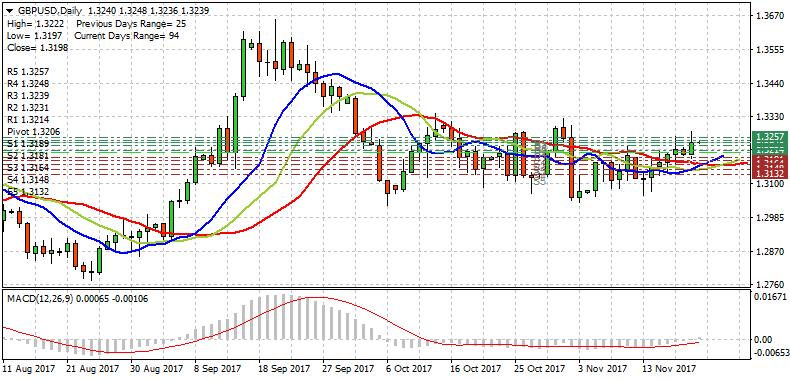 GBPUSD,Daily 1.3240 1.3248 1.3236 1.3239
High= 1.3222 Previous Days Range= 25
Low= 1.3197 Current Days Range= 94
Close= 1.3198
R5 1.3257
R4 1.3248
R3 1.3239
R2 1.3231
R1 1.3214
Pivot 1.3206
S1 1.3189
S2 1.3181
S3 1.3164
S4 1.3148
1.3132
1.3670
1.3555
1.3440
1.3330
1.3257
1.3132
1.3100
1.2985
1.2870
1.2760
MACD(12,26,9) 0.00065 -0.00106
0.01671
0.00
-0.00653
11 Aug 2017 21 Aug 2017 30 Aug 2017 8 Sep 2017 18 Sep 2017 27 Sep 2017 6 Oct 2017 16 Oct 2017 25 Oct 2017 3 Nov 2017 13 Nov 2017